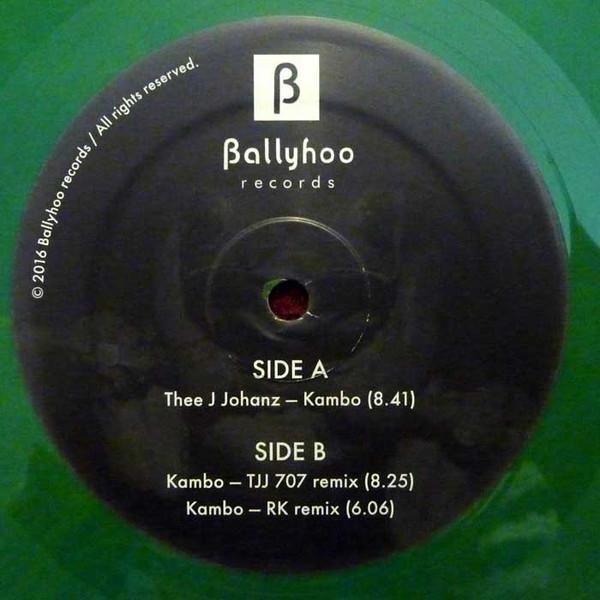 © 2016 Ballyhoo records / All rights reserved.
β
βallyhoo
records
SIDE A
Thee J Johanz – Kambo (8.41)
SIDE B
Kambo – TJJ 707 remix (8.25)
Kambo – RK remix (6.06)